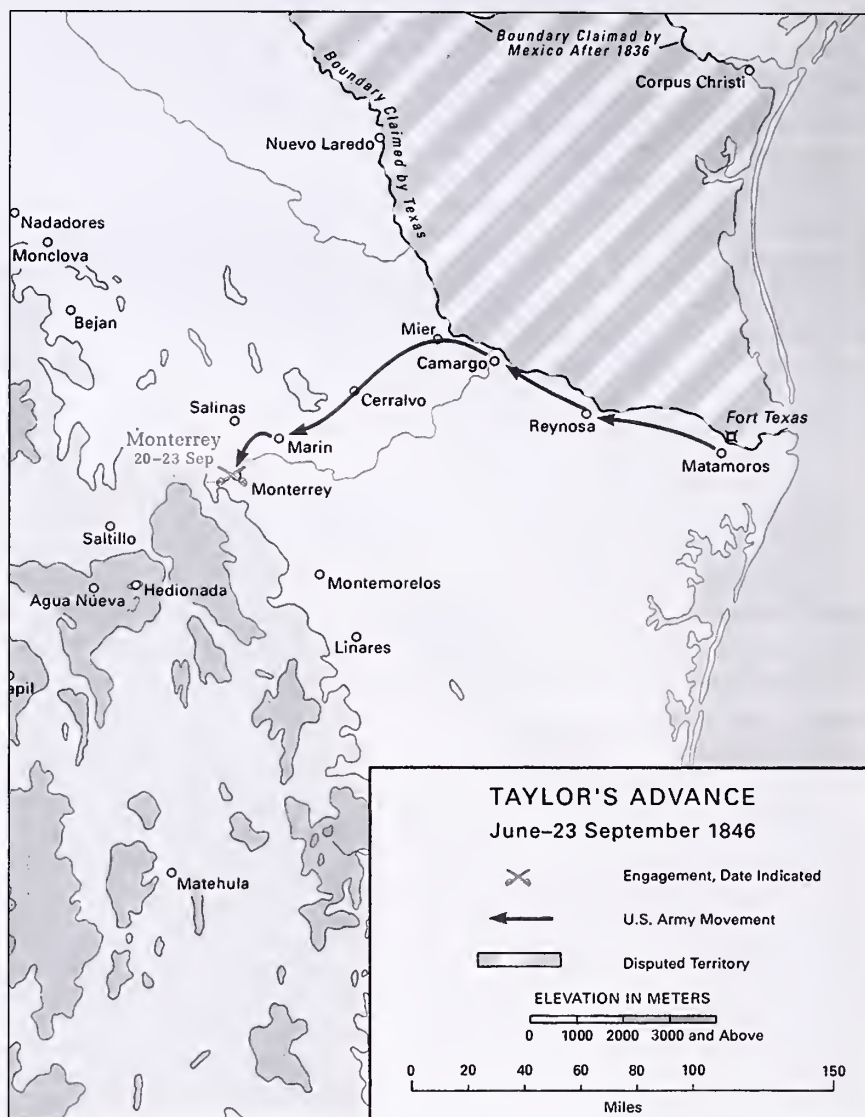 Boundary Claimed by
Mexico After 1836
Corpus Christi
Boundary Claimed by Texas
Nuevo Laredo
Nadadores
Monclova
Bejan
Mier
Camargo
Cerralvo
Salinas
Reynosa
Fort Texas
Marin
Monterrey
20–23 Sep
Matamoros
Monterrey
Saltillo
Montemorelos
Agua Nueva
Hedionada
Linares
apil
Matehula
TAYLOR'S ADVANCE
June–23 September 1846
Engagement, Date Indicated
U.S. Army Movement
Disputed Territory
ELEVATION IN METERS
0 1000 2000 3000 and Above
0 20 40 60 80 100 150
Miles